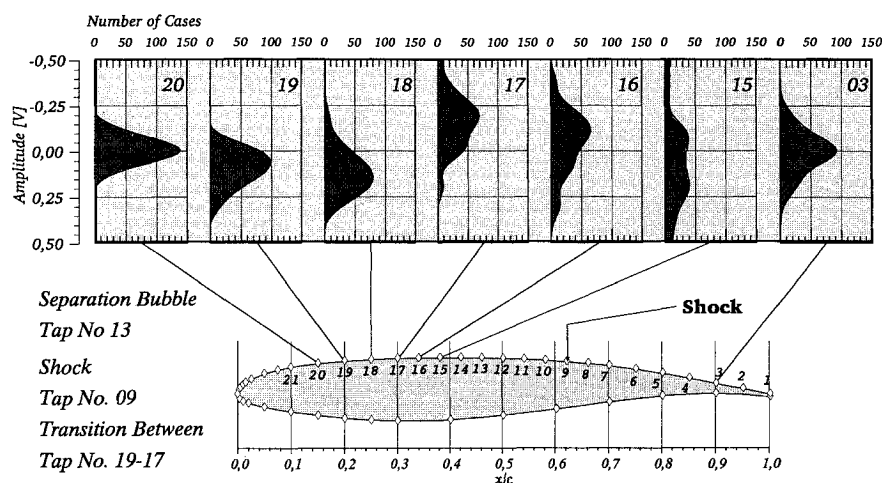 Number of Cases
0 50 100 150 0 50 100 0 50 100 0 50 100 0 50 100 0 50 100 0 50 100 150
-0,50
-0,25
0,00
0,25
0,50
Amplitude [V]
20 19 18 17 16 15 03
Separation Bubble
Tap No 13
Shock
Shock
Tap No. 09
Transition Between
Tap No. 19-17
21 20 19 18 17 16 15 14 13 12 11 10 9 8 7 6 5 4 3 2 1
0,0 0,1 0,2 0,3 0,4 0,5 0,6 0,7 0,8 0,9 1,0
x/c